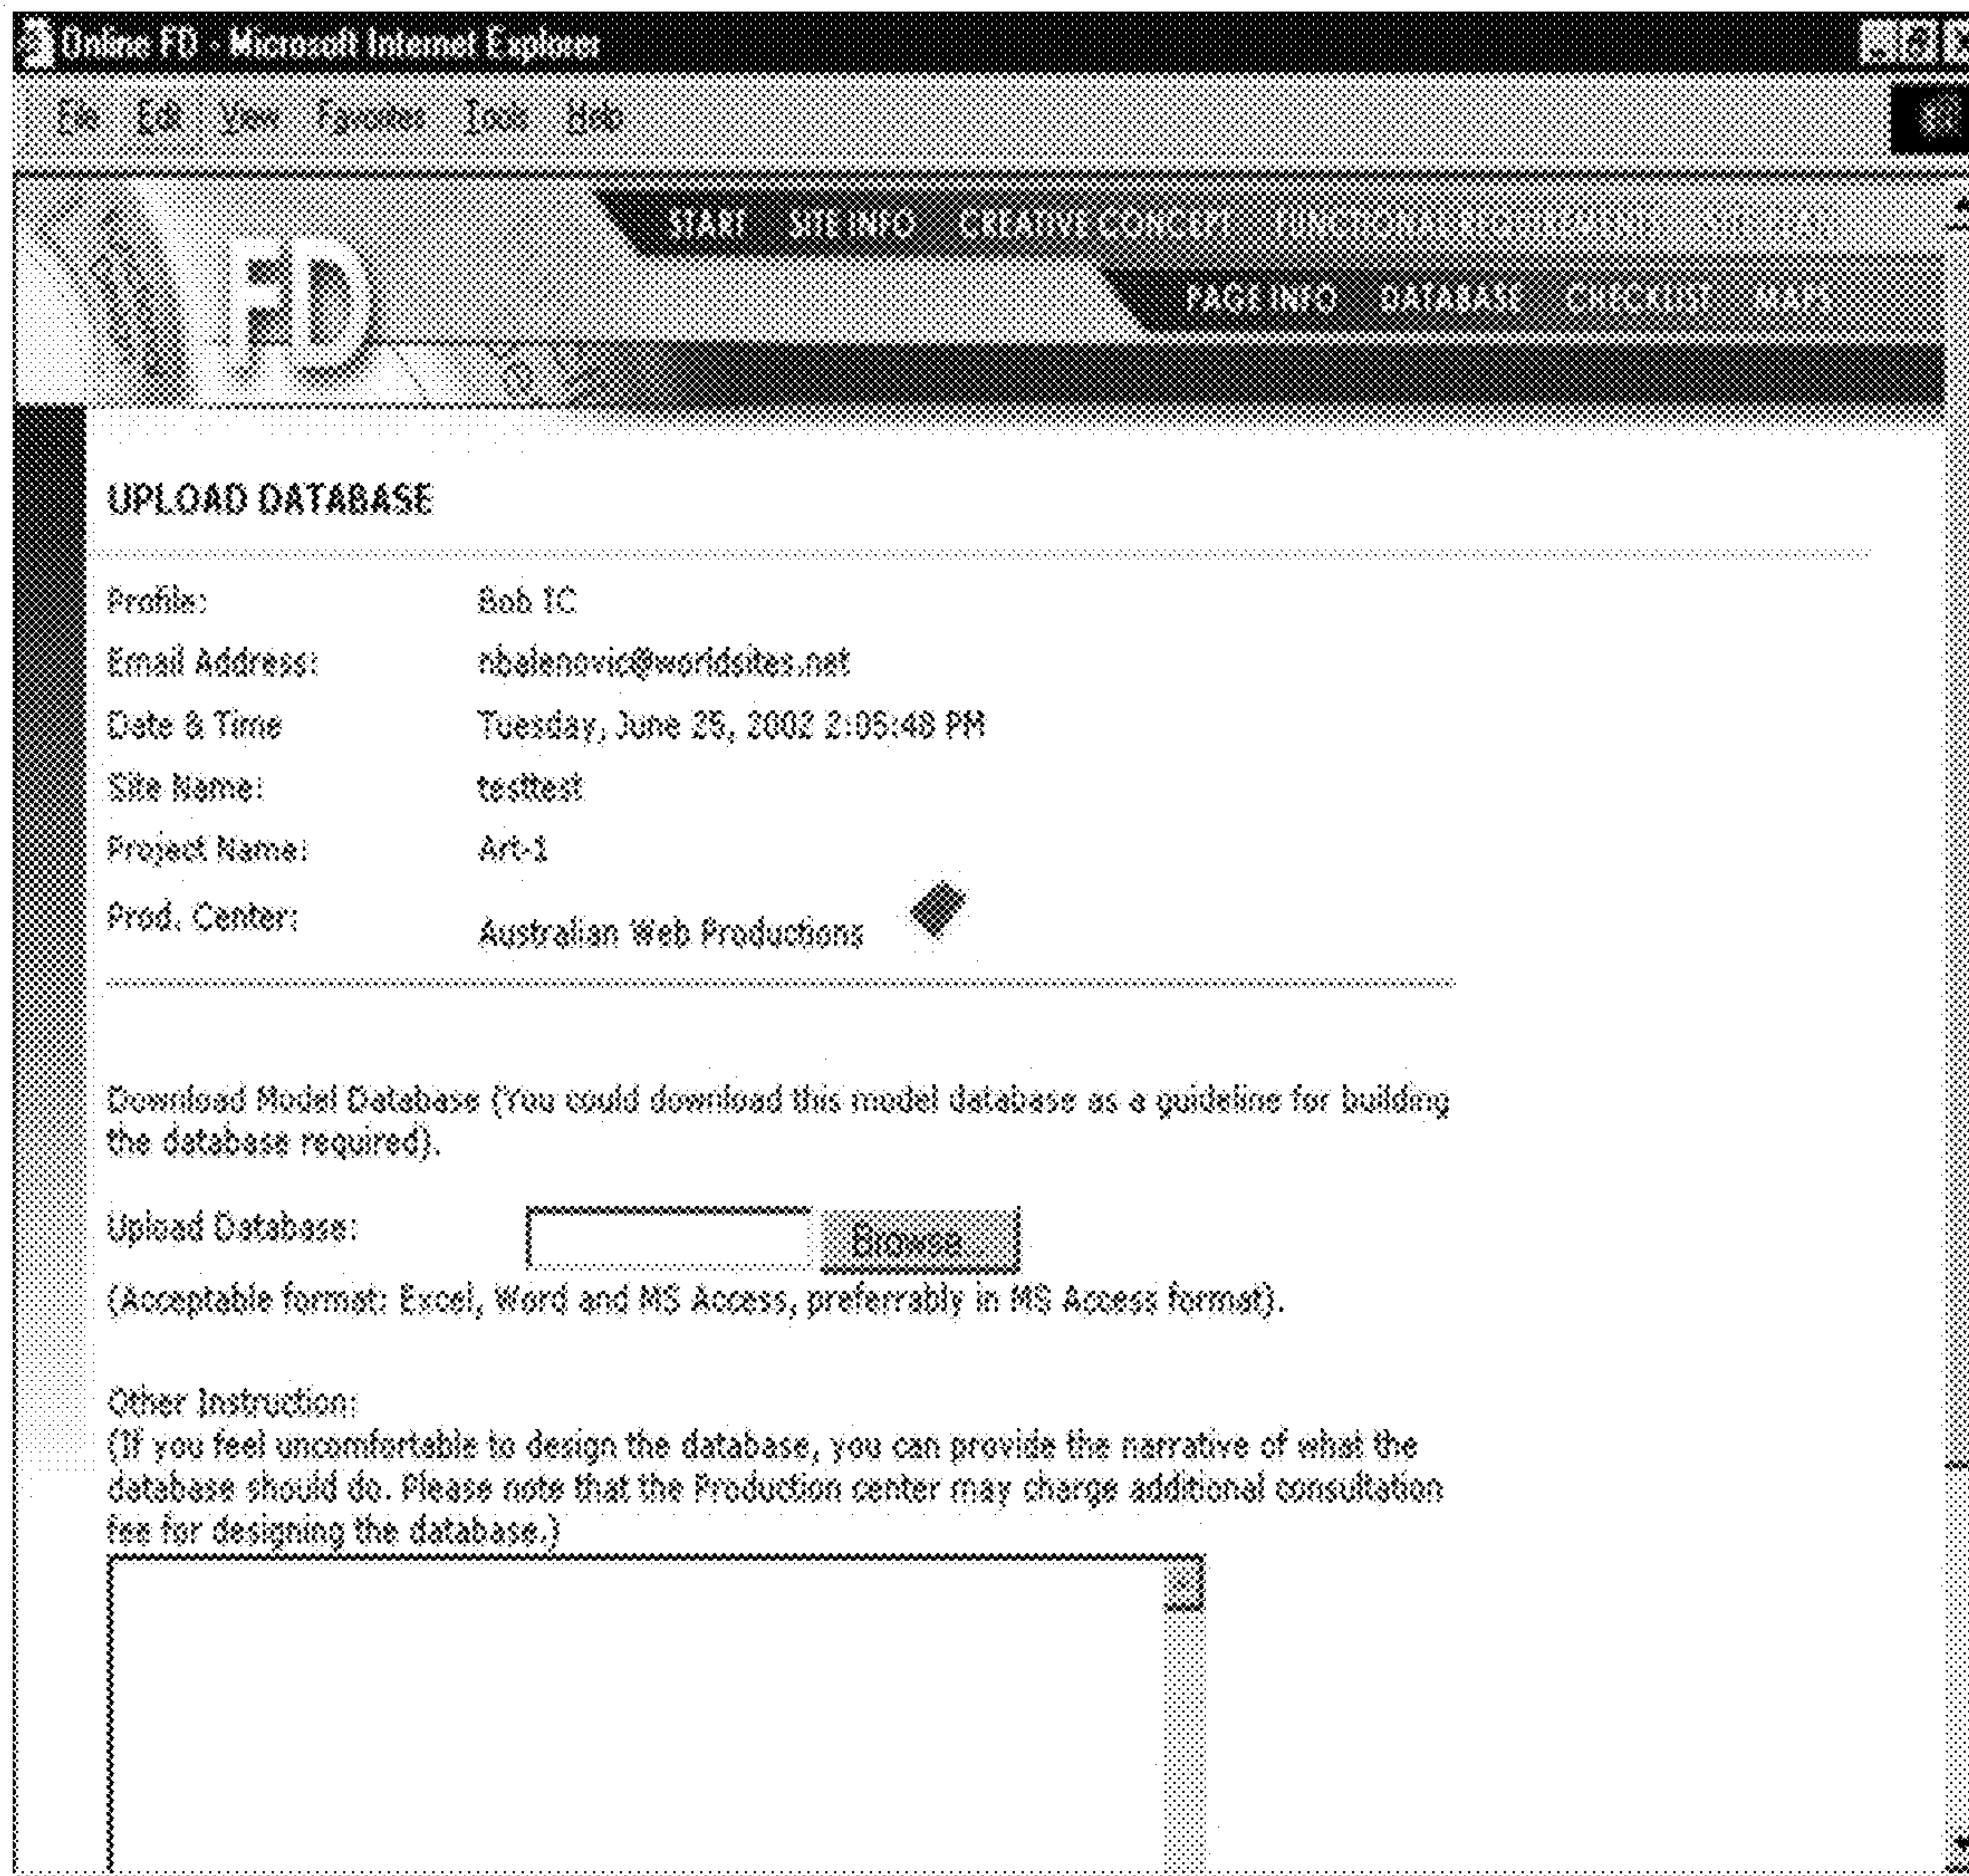 Online FD - Microsoft Internet Explorer
File Edit View Favorites Tools Help
FD
START SITE INFO CREATIVE CONCEPT FUNCTIONAL REQUIREMENT
PAGE INFO DATABASE CHECKLIST MAPS
UPLOAD DATABASE
Profile: Bob IC
Email Address: nbalenovic@worldsites.net
Date & Time Tuesday, June 25, 2002 2:05:48 PM
Site Name: testtest
Project Name: Art-1
Prod. Center: Australian Web Productions
Download Model Database (You could download this model database as a guideline for building
the database required).
Upload Database: Browse...
(Acceptable format: Excel, Word and MS Access, preferrably in MS Access format).
Other Instruction:
(If you feel uncomfortable to design the database, you can provide the narrative of what the
database should do. Please note that the Production center may charge additional consultation
fee for designing the database.)